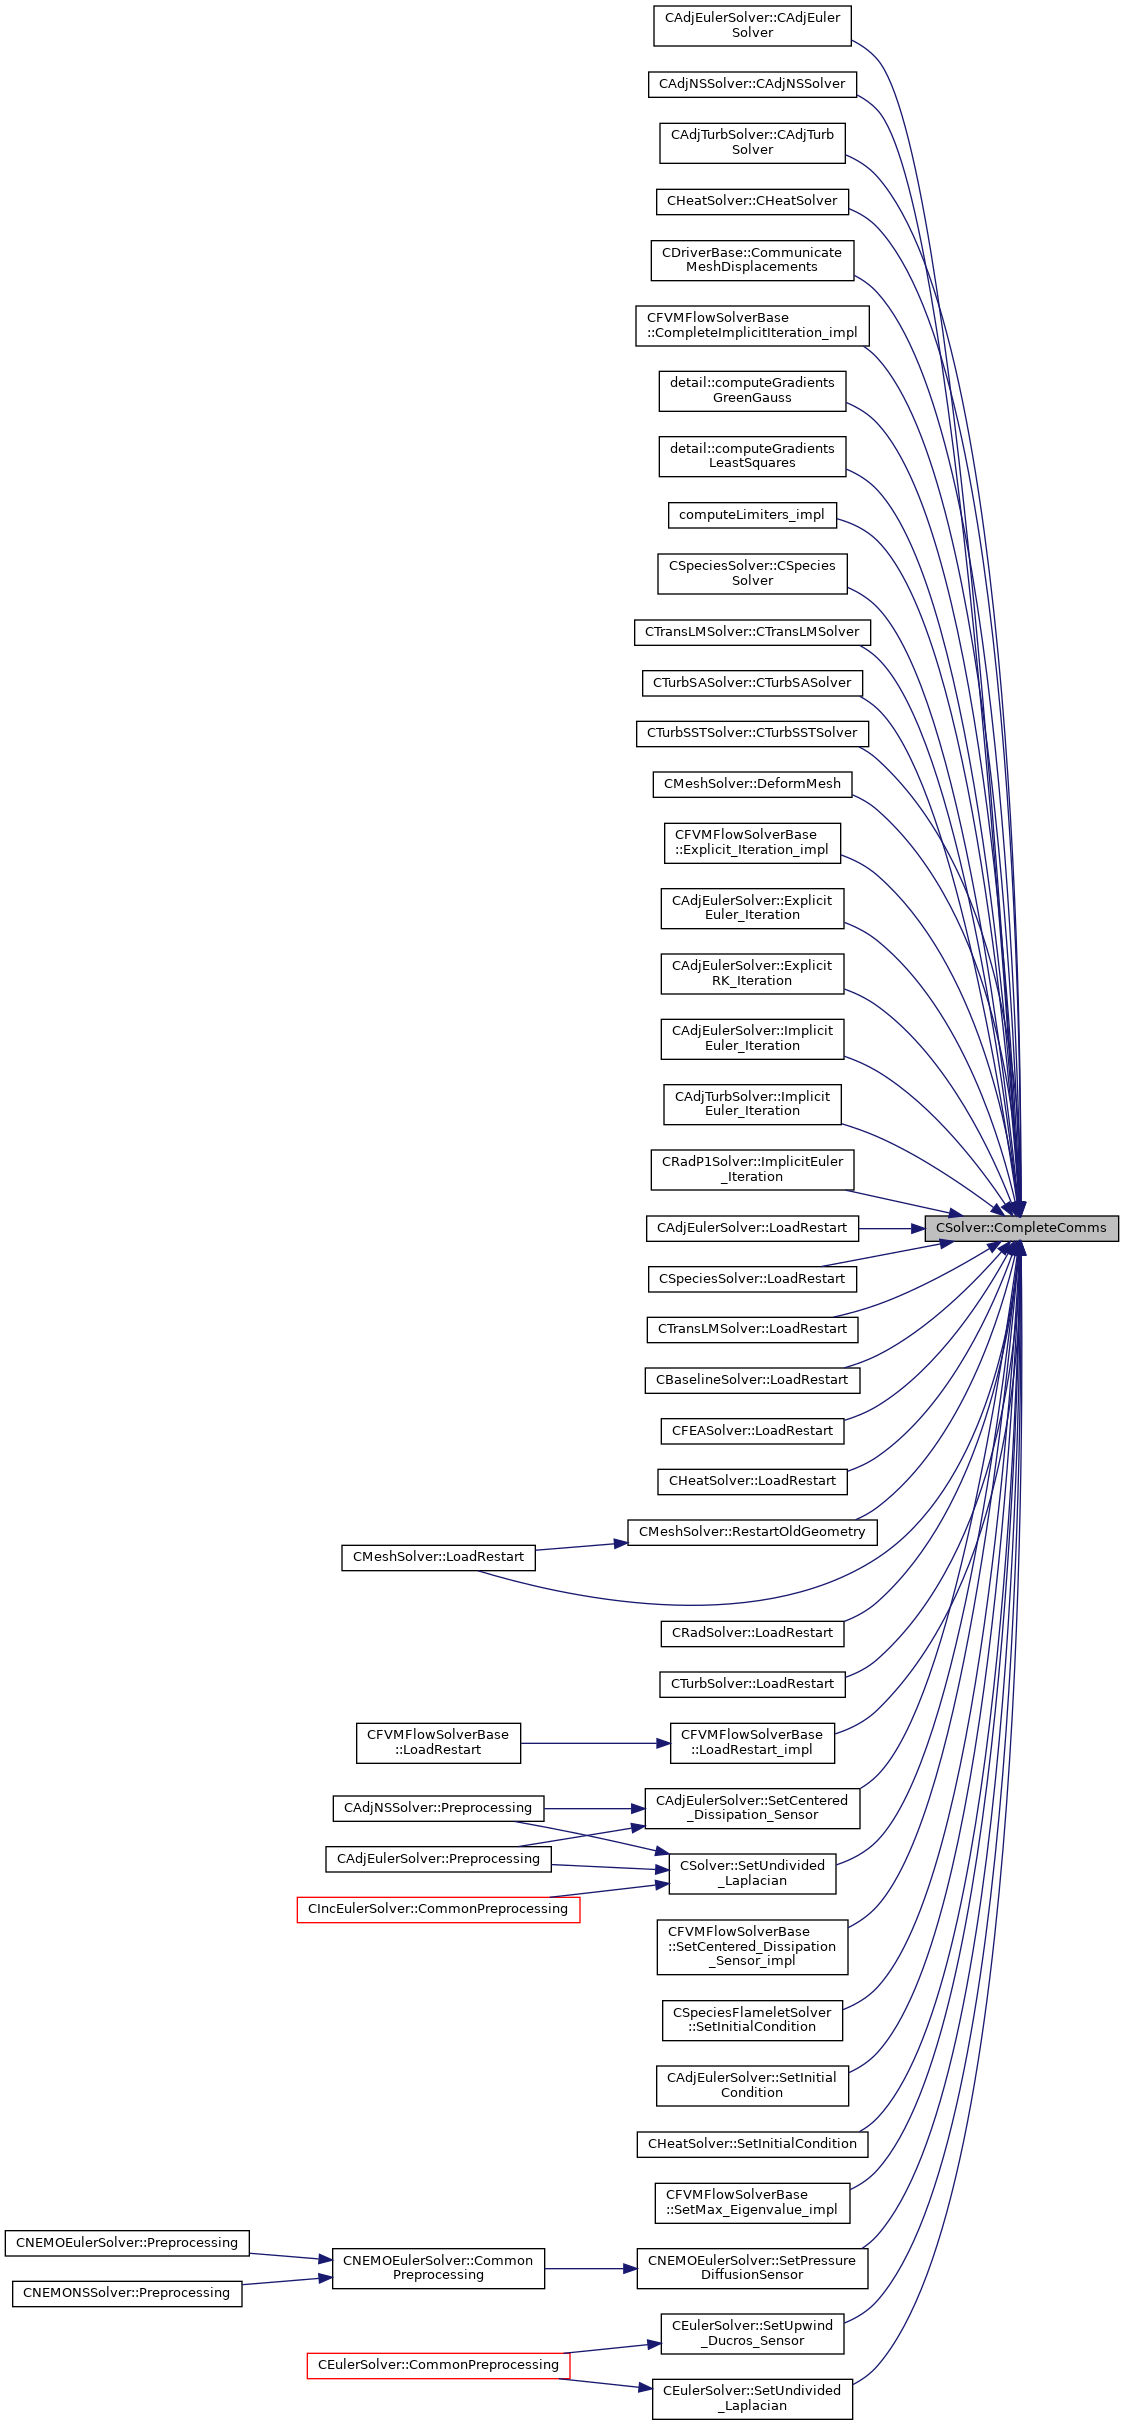 CAdjEulerSolver::CAdjEuler
Solver
CAdjNSSolver::CAdjNSSolver
CAdjTurbSolver::CAdjTurb
Solver
CHeatSolver::CHeatSolver
CDriverBase::Communicate
MeshDisplacements
CFVMFlowSolverBase
::CompleteImplicitIteration_impl
detail::computeGradients
GreenGauss
detail::computeGradients
LeastSquares
computeLimiters_impl
CSpeciesSolver::CSpecies
Solver
CTransLMSolver::CTransLMSolver
CTurbSASolver::CTurbSASolver
CTurbSSTSolver::CTurbSSTSolver
CMeshSolver::DeformMesh
CFVMFlowSolverBase
::Explicit_Iteration_impl
CAdjEulerSolver::Explicit
Euler_Iteration
CAdjEulerSolver::Explicit
RK_Iteration
CAdjEulerSolver::Implicit
Euler_Iteration
CAdjTurbSolver::Implicit
Euler_Iteration
CRadP1Solver::ImplicitEuler
_Iteration
CAdjEulerSolver::LoadRestart
CSolver::CompleteComms
CSpeciesSolver::LoadRestart
CTransLMSolver::LoadRestart
CBaselineSolver::LoadRestart
CFEASolver::LoadRestart
CHeatSolver::LoadRestart
CMeshSolver::RestartOldGeometry
CMeshSolver::LoadRestart
CRadSolver::LoadRestart
CTurbSolver::LoadRestart
CFVMFlowSolverBase
::LoadRestart
CFVMFlowSolverBase
::LoadRestart_impl
CAdjNSSolver::Preprocessing
CAdjEulerSolver::SetCentered
_Dissipation_Sensor
CAdjEulerSolver::Preprocessing
CSolver::SetUndivided
_Laplacian
CIncEulerSolver::CommonPreprocessing
CFVMFlowSolverBase
::SetCentered_Dissipation
_Sensor_impl
CSpeciesFlameletSolver
::SetInitialCondition
CAdjEulerSolver::SetInitial
Condition
CHeatSolver::SetInitialCondition
CFVMFlowSolverBase
::SetMax_Eigenvalue_impl
CNEMOEulerSolver::Preprocessing
CNEMONSSolver::Preprocessing
CNEMOEulerSolver::Common
Preprocessing
CNEMOEulerSolver::SetPressure
DiffusionSensor
CEulerSolver::SetUpwind
_Ducros_Sensor
CEulerSolver::CommonPreprocessing
CEulerSolver::SetUndivided
_Laplacian